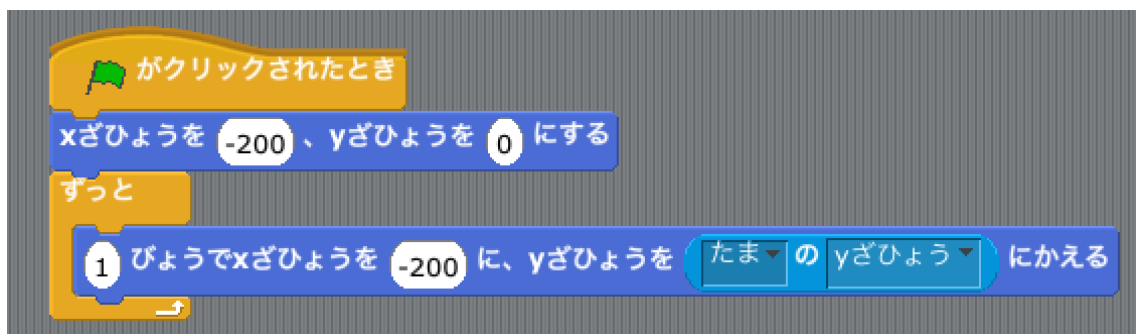 がクリックされたとき
xざひょうを -200 、yざひょうを 0 にする
ずっと
1 びょうでxざひょうを -200 に、yざひょうを たま の yざひょう にかえる